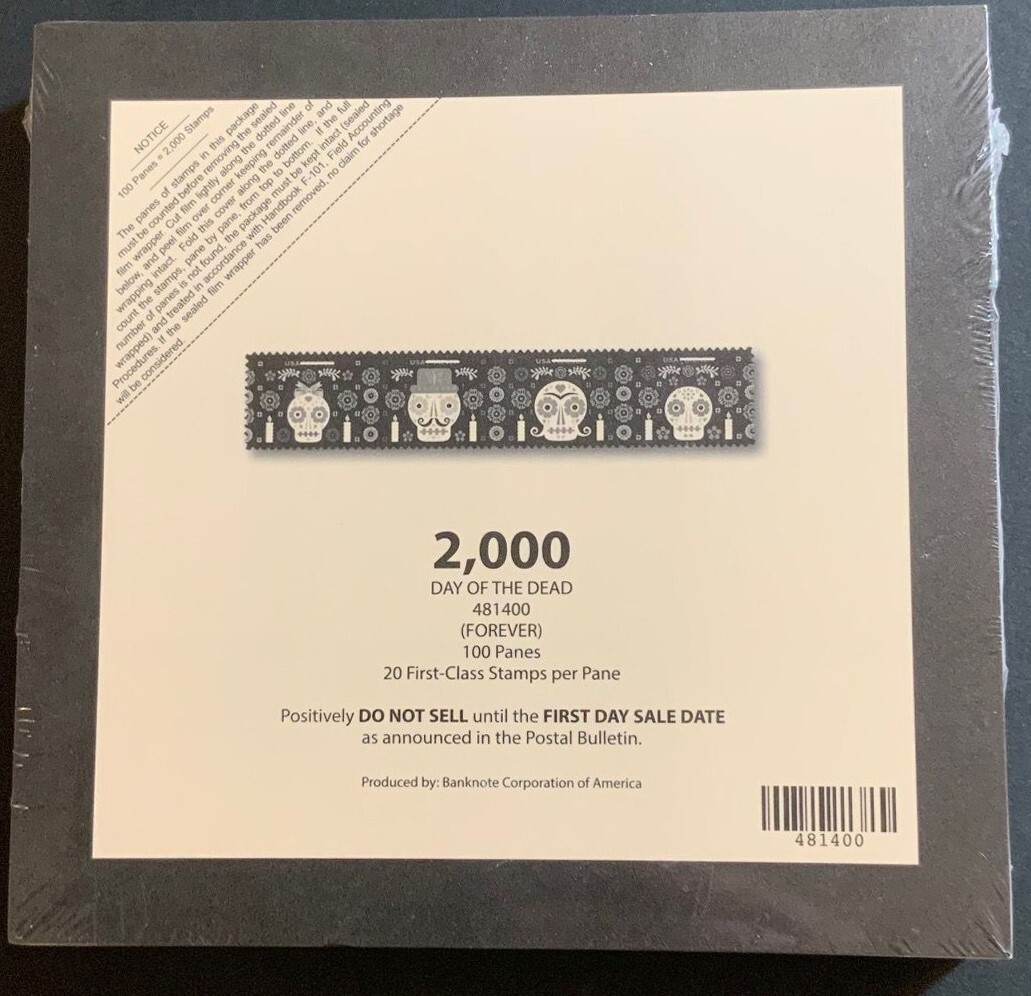 NOTICE
100 Panes = 2,000 Stamps
The panes of stamps in this package
must be counted before removing the sealed
film wrapper. Cut film lightly along the dotted line
below, and peel film over corner keeping remainder of
wrapping intact. Fold this cover along the dotted line, and
count the stamps, pane by pane, from top to bottom. If the full
number of panes is not found, the package must be kept intact (sealed
wrapped) and treated in accordance with Handbook F-101, Field Accounting
Procedures. If the sealed film wrapper has been removed, no claim for shortage
will be considered.
USA USA USA USA
2,000
DAY OF THE DEAD
481400
(FOREVER)
100 Panes
20 First-Class Stamps per Pane
Positively DO NOT SELL until the FIRST DAY SALE DATE
as announced in the Postal Bulletin.
Produced by: Banknote Corporation of America
481400